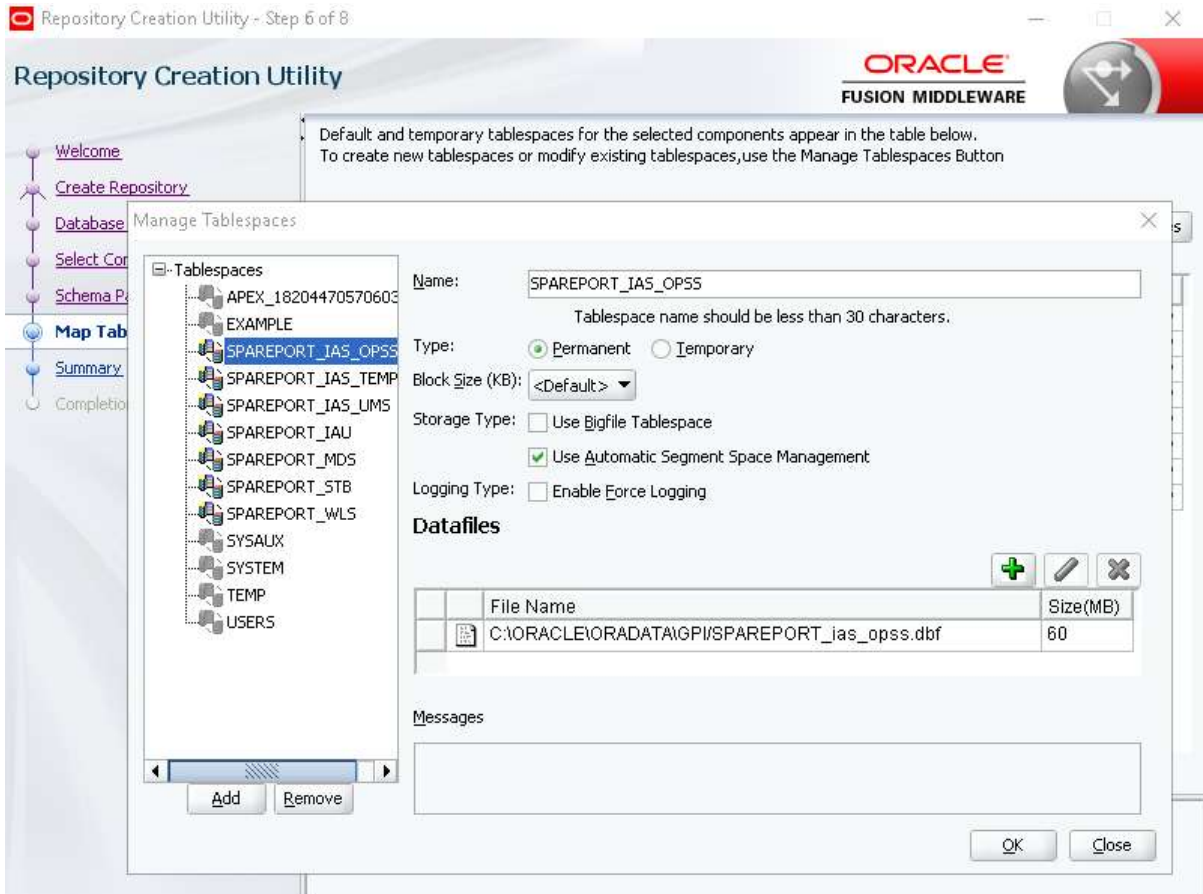 Repository Creation Utility - Step 6 of 8
Repository Creation Utility
ORACLE
FUSION MIDDLEWARE
Welcome
Create Repository
Database
Select Cor
Schema Pa
Map Tab
Summary
Completio
Default and temporary tablespaces for the selected components appear in the table below.
To create new tablespaces or modify existing tablespaces,use the Manage Tablespaces Button
Manage Tablespaces
Tablespaces
APEX_18204470570603
EXAMPLE
SPAREPORT_IAS_OPSS
SPAREPORT_IAS_TEMP
SPAREPORT_IAS_UMS
SPAREPORT_IAU
SPAREPORT_MDS
SPAREPORT_STB
SPAREPORT_WLS
SYSAUX
SYSTEM
TEMP
USERS
Add Remove
Name: SPAREPORT_IAS_OPSS
Tablespace name should be less than 30 characters.
Type: Permanent Temporary
Block Size (KB): <Default>
Storage Type: Use Bigfile Tablespace
Use Automatic Segment Space Management
Logging Type: Enable Force Logging
Datafiles
File Name Size(MB)
C:\ORACLE\ORADATA\GPI/SPAREPORT_ias_opss.dbf 60
Messages
OK Close